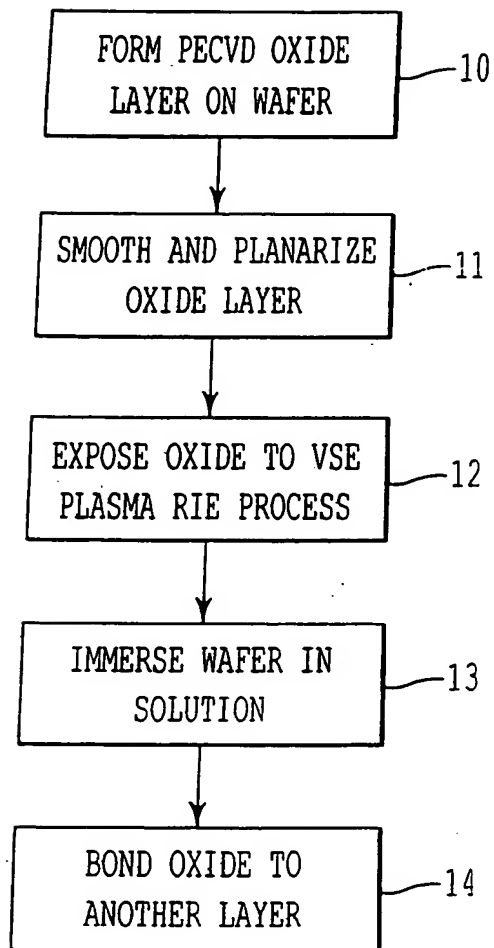 FORM PECVD OXIDE
LAYER ON WAFER
10
SMOOTH AND PLANARIZE
OXIDE LAYER
11
EXPOSE OXIDE TO VSE
PLASMA RIE PROCESS
12
IMMERSE WAFER IN
SOLUTION
13
BOND OXIDE TO
ANOTHER LAYER
14